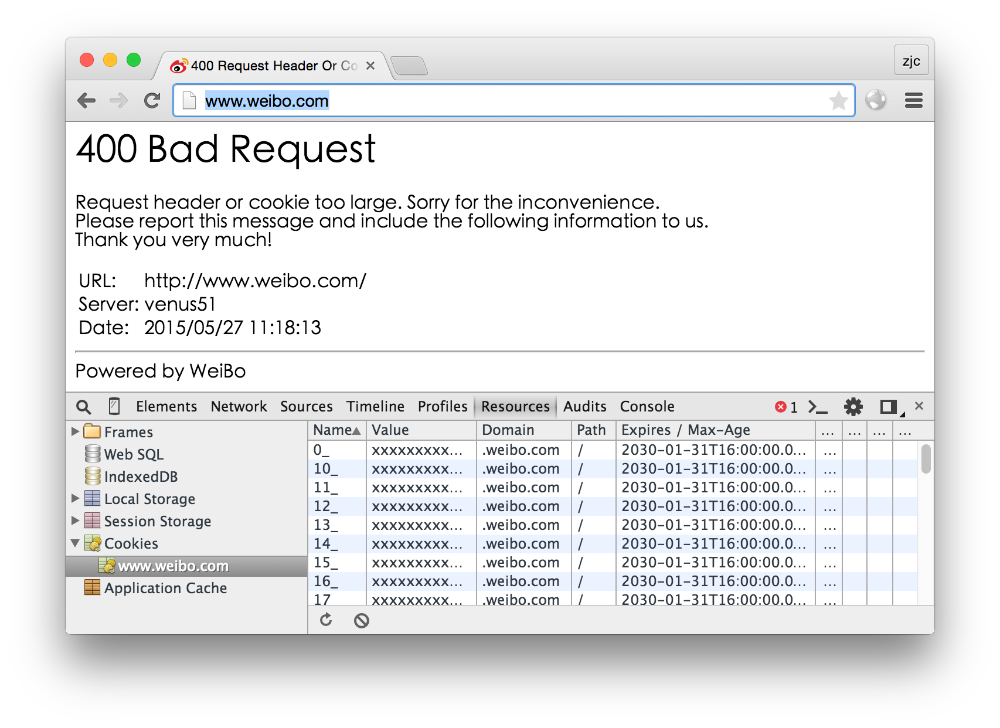 400 Request Header Or Co
zjc
www.weibo.com
400 Bad Request
Request header or cookie too large. Sorry for the inconvenience.
Please report this message and include the following information to us.
Thank you very much!
URL: http://www.weibo.com/
Server: venus51
Date: 2015/05/27 11:18:13
Powered by WeiBo
Elements Network Sources Timeline Profiles Resources Audits Console 1
Frames
Web SQL
IndexedDB
Local Storage
Session Storage
Cookies
www.weibo.com
Application Cache
Name Value Domain Path Expires / Max-Age ... ... ... ...
0_ xxxxxxxxx... .weibo.com / 2030-01-31T16:00:00.0... ...
10_ xxxxxxxxx... .weibo.com / 2030-01-31T16:00:00.0... ...
11_ xxxxxxxxx... .weibo.com / 2030-01-31T16:00:00.0... ...
12_ xxxxxxxxx... .weibo.com / 2030-01-31T16:00:00.0... ...
13_ xxxxxxxxx... .weibo.com / 2030-01-31T16:00:00.0... ...
14_ xxxxxxxxx... .weibo.com / 2030-01-31T16:00:00.0... ...
15_ xxxxxxxxx... .weibo.com / 2030-01-31T16:00:00.0... ...
16_ xxxxxxxxx... .weibo.com / 2030-01-31T16:00:00.0... ...
17 xxxxxxxxx... .weibo.com / 2030-01-31T16:00:00.0... ...